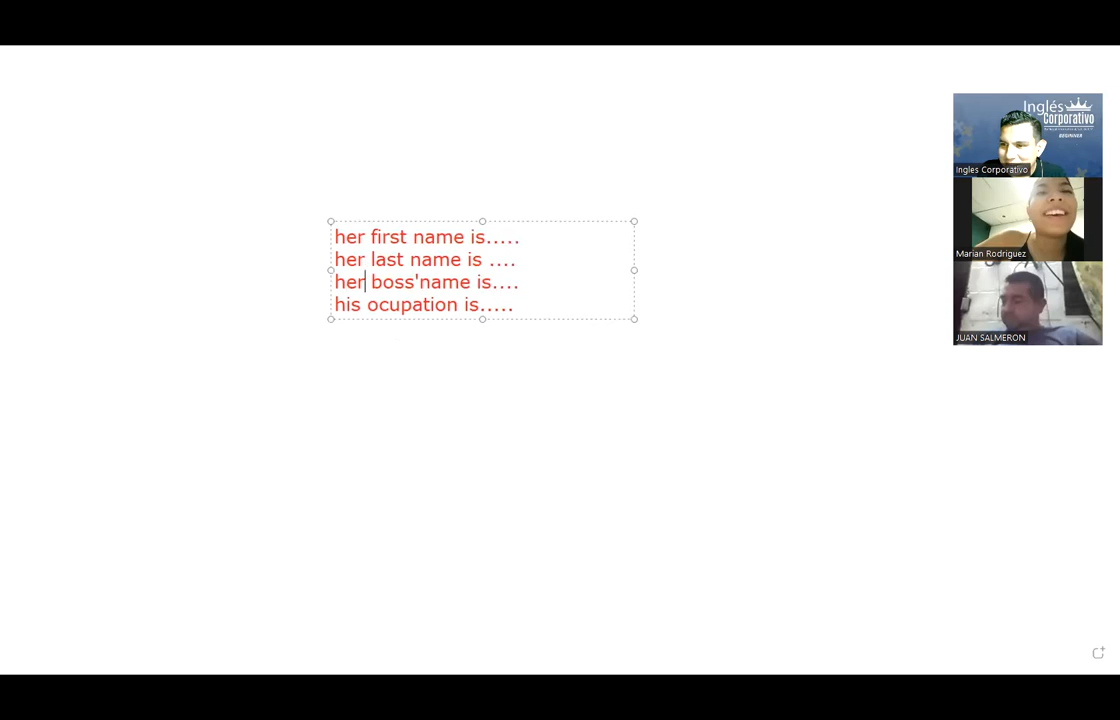 her first name is.....
her last name is ....
her boss'name is....
his ocupation is.....
Inglés
Corporativo
BEGINNER
Ingles Corporativo
Marian Rodriguez
JUAN SALMERON